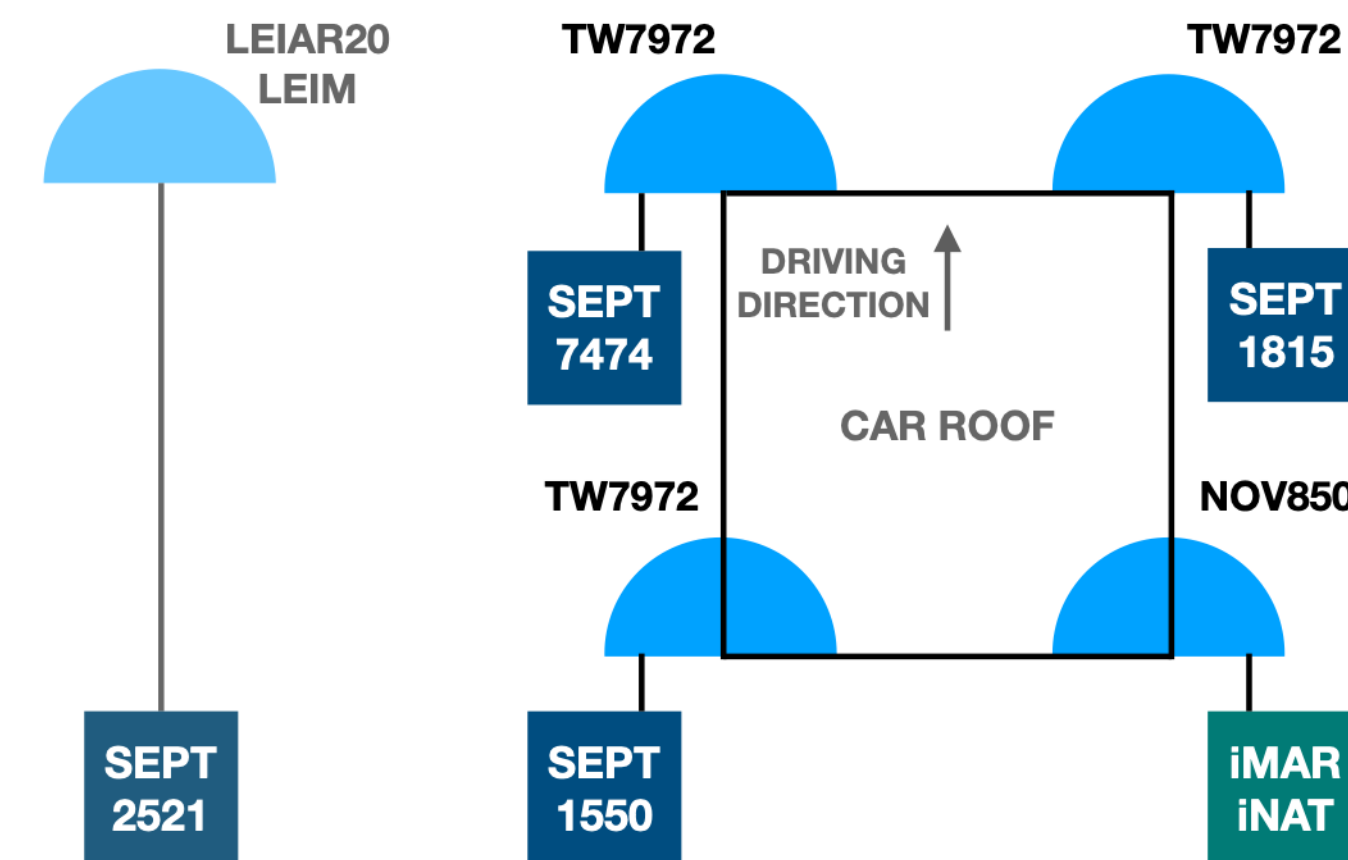 LEIAR20
LEIM
TW7972
TW7972
DRIVING
DIRECTION
SEPT
7474
SEPT
1815
CAR ROOF
TW7972
NOV850
SEPT
2521
SEPT
1550
iMAR
iNAT